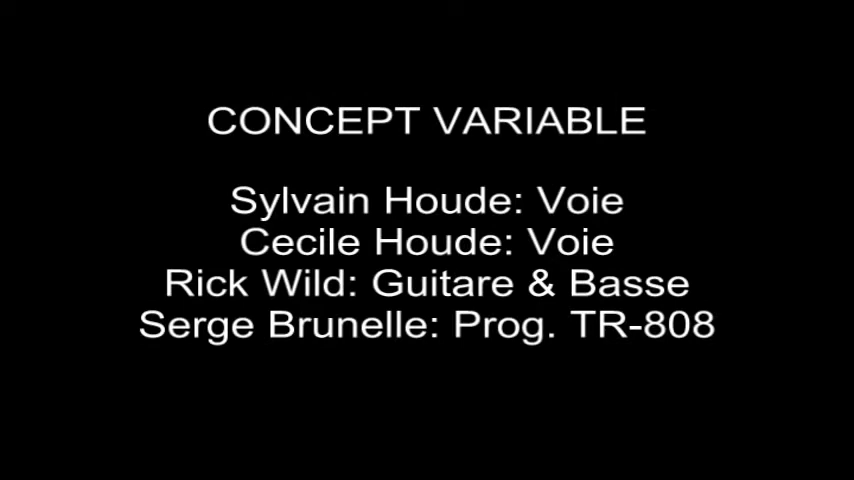 CONCEPT VARIABLE
Sylvain Houde: Voie
Cecile Houde: Voie
Rick Wild: Guitare & Basse
Serge Brunelle: Prog. TR-808